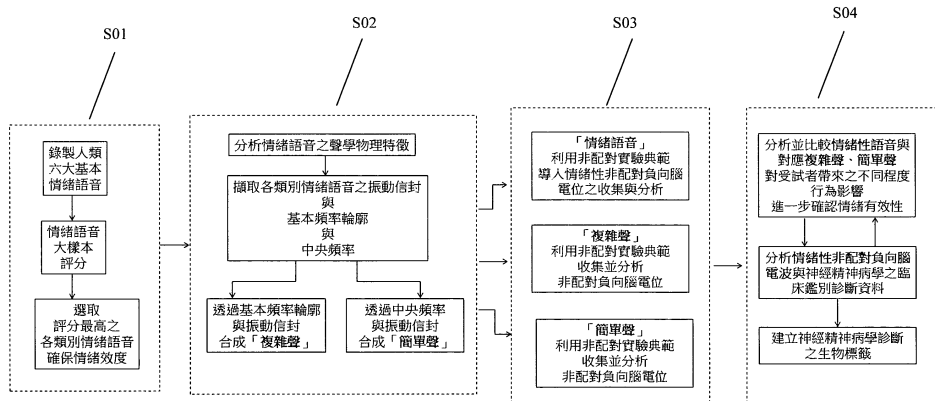 S01
S02
S03
S04
錄製人類
六大基本
情緒語音
情緒語音
大樣本
評分
選取
評分最高之
各類別情緒語音
確保情緒效度
分析情緒語音之聲學物理特徵
擷取各類別情緒語音之振動信封
與
基本頻率輪廓
與
中央頻率
透過基本頻率輪廓
與振動信封
合成「複雜聲」
透過中央頻率
與振動信封
合成「簡單聲」
「情緒語音」
利用非配對實驗典範
導入情緒性非配對負向腦
電位之收集與分析
「複雜聲」
利用非配對實驗典範
收集並分析
非配對負向腦電位
「簡單聲」
利用非配對實驗典範
收集並分析
非配對負向腦電位
分析並比較情緒性語音與
對應複雜聲、簡單聲
對受試者帶來之不同程度
行為影響
進一步確認情緒有效性
分析情緒性非配對負向腦
電波與神經精神病學之臨
床鑑別診斷資料
建立神經精神病學診斷
之生物標籤